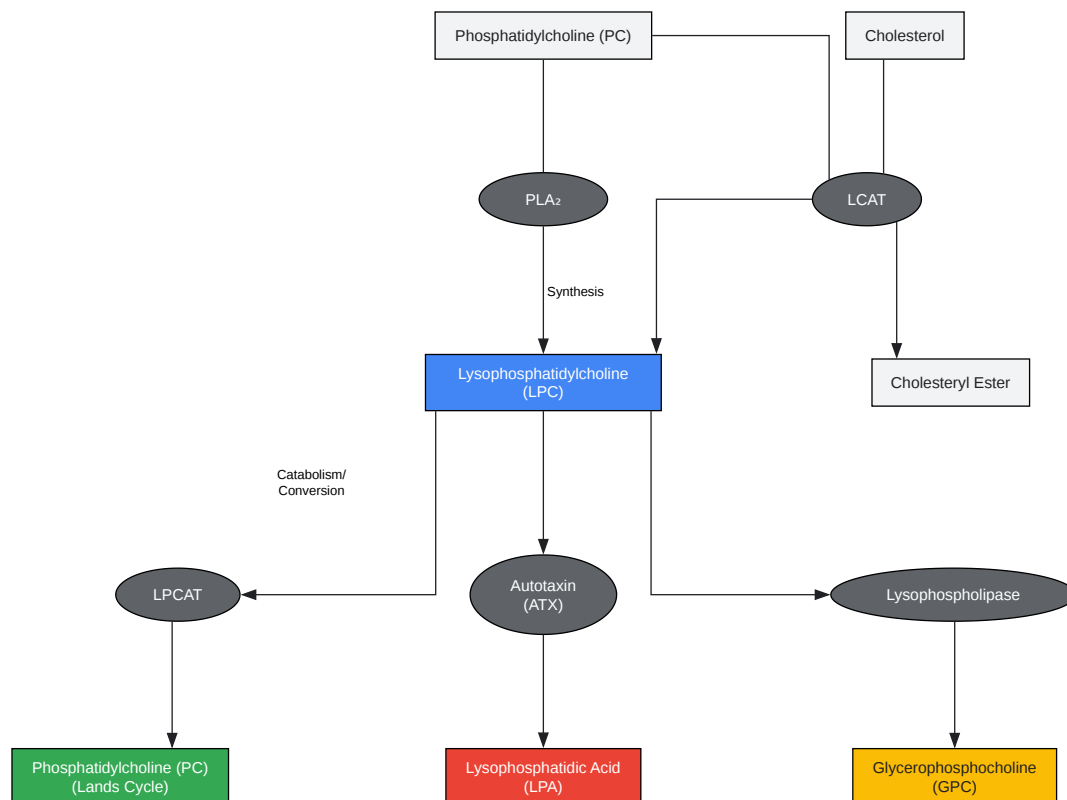 Phosphatidylcholine (PC)
Cholesterol
PLA₂
LCAT
Synthesis
Lysophosphatidylcholine
(LPC)
Cholesteryl Ester
Catabolism/
Conversion
LPCAT
Autotaxin
(ATX)
Lysophospholipase
Phosphatidylcholine (PC)
(Lands Cycle)
Lysophosphatidic Acid
(LPA)
Glycerophosphocholine
(GPC)